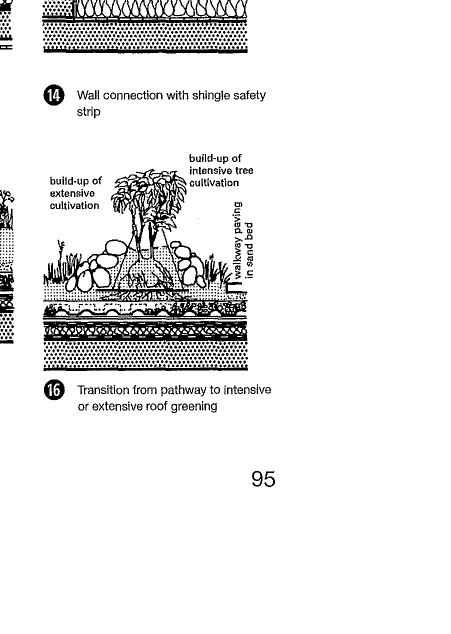 14 Wall connection with shingle safety
strip
build-up of
intensive tree
cultivation
build-up of
extensive
cultivation
walkway paving
in sand bed
16 Transition from pathway to intensive
or extensive roof greening
95